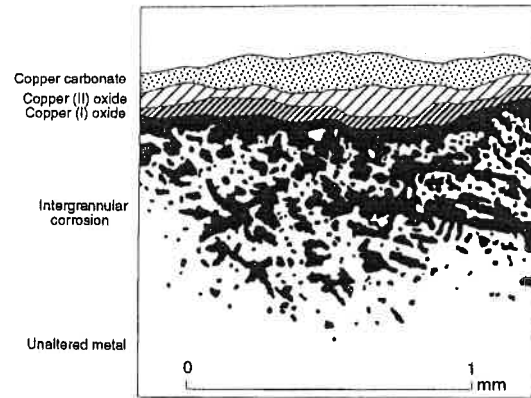 Copper carbonate
Copper (II) oxide
Copper (I) oxide
Intergrannular
corrosion
Unaltered metal
0 1
mm